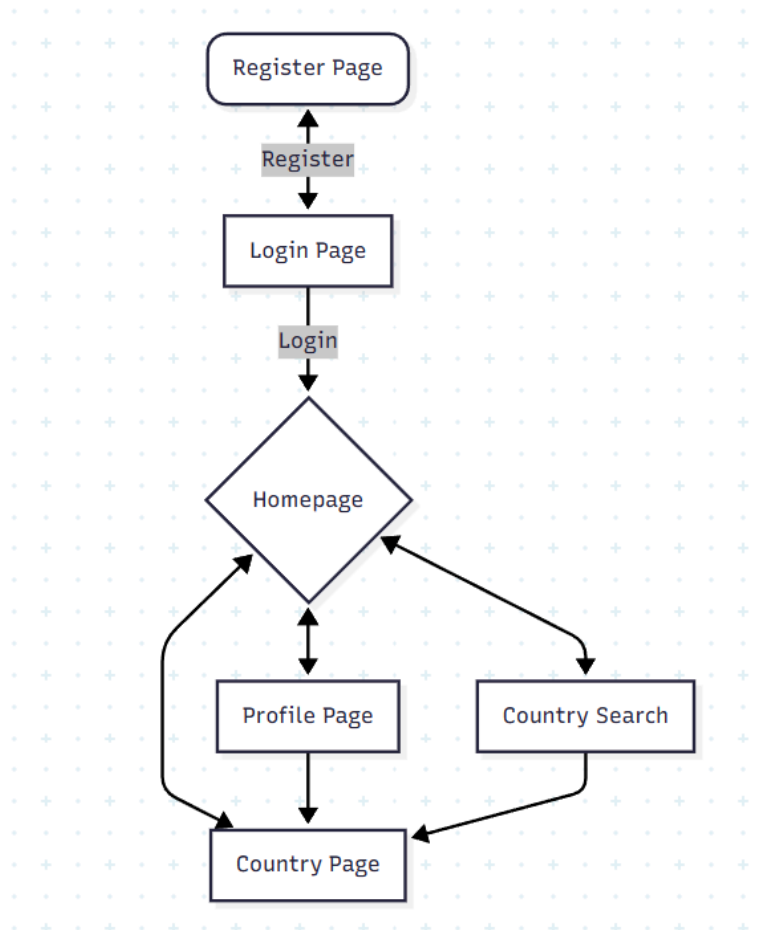 Register Page
Register
Login Page
Login
Homepage
Profile Page
Country Search
Country Page